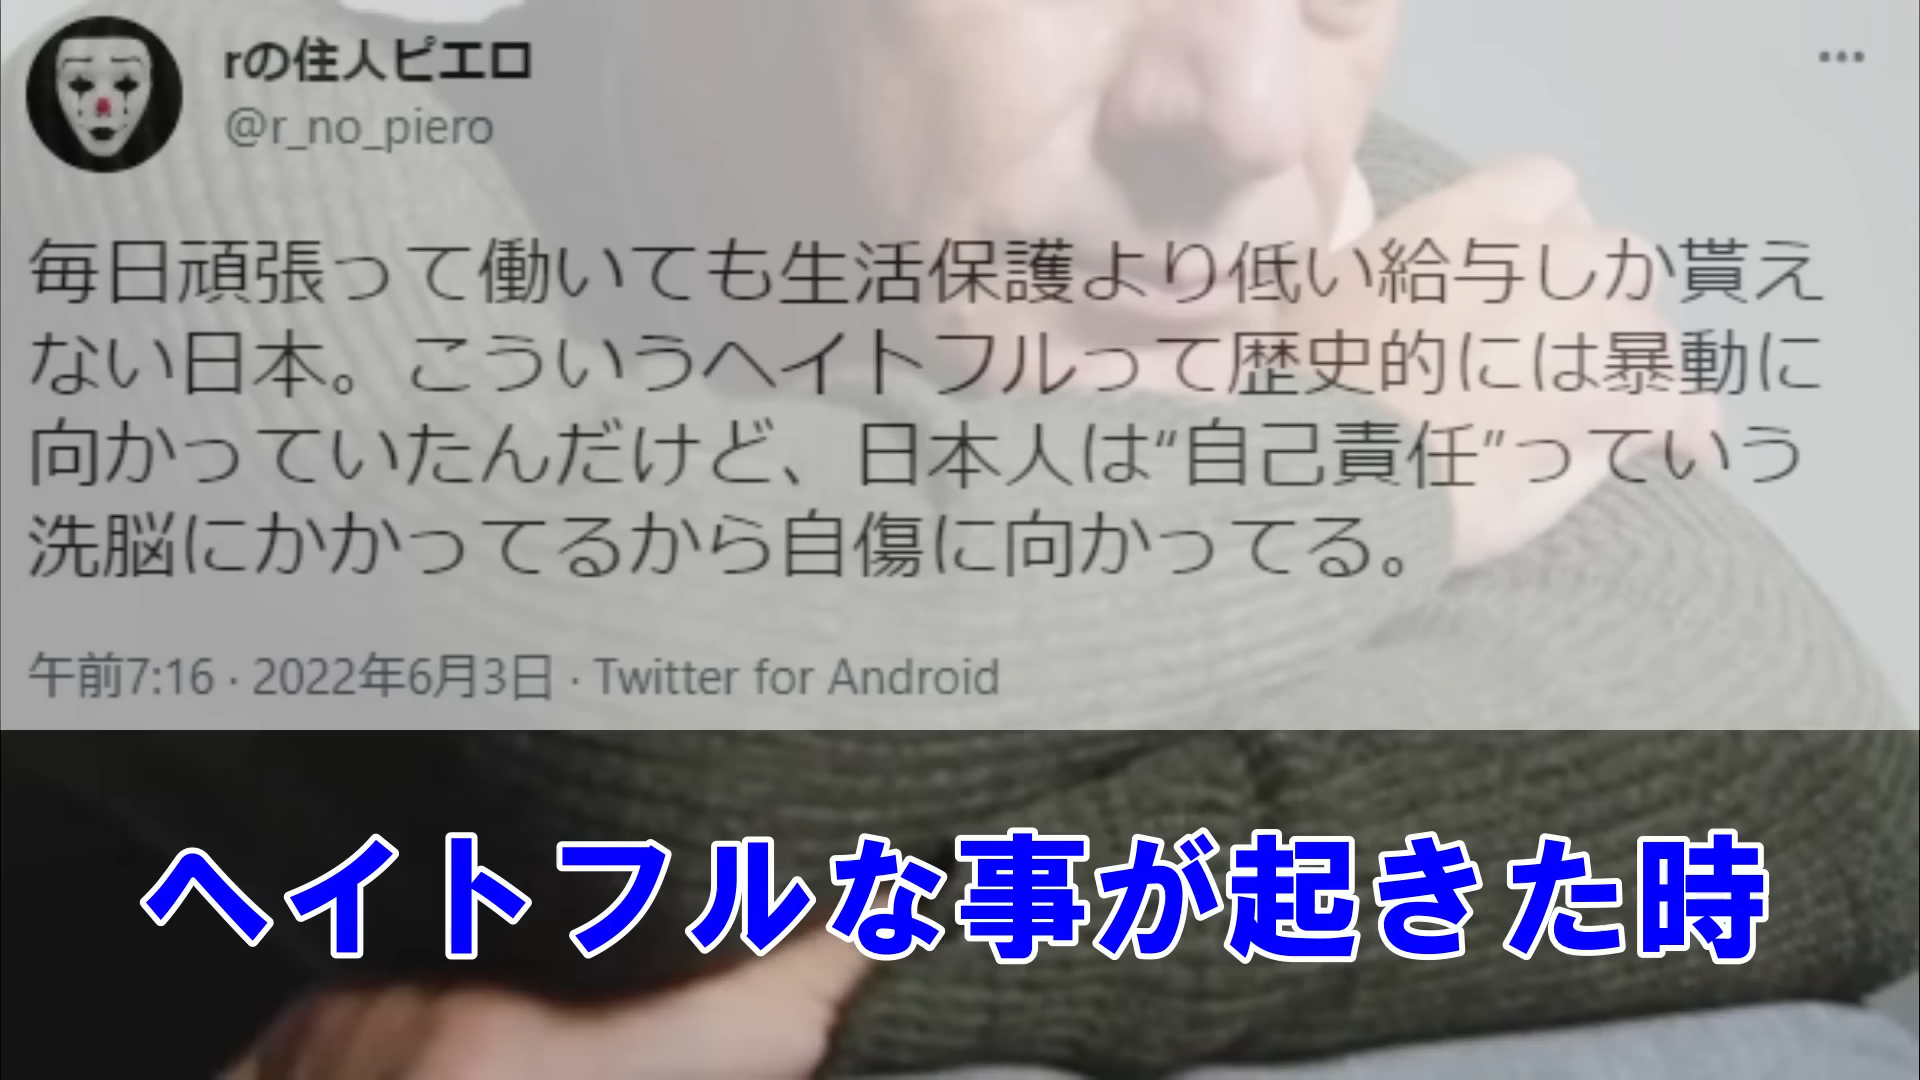 rの住人ピエロ
@r_no_piero
毎日頑張って働いても生活保護より低い給与しか貰え
ない日本。こういうヘイトフルって歴史的には暴動に
向かっていたんだけど、日本人は“自己責任”っていう
洗脳にかかってるから自傷に向かってる。
午前7:16 · 2022年6月3日 · Twitter for Android
ヘイトフルな事が起きた時